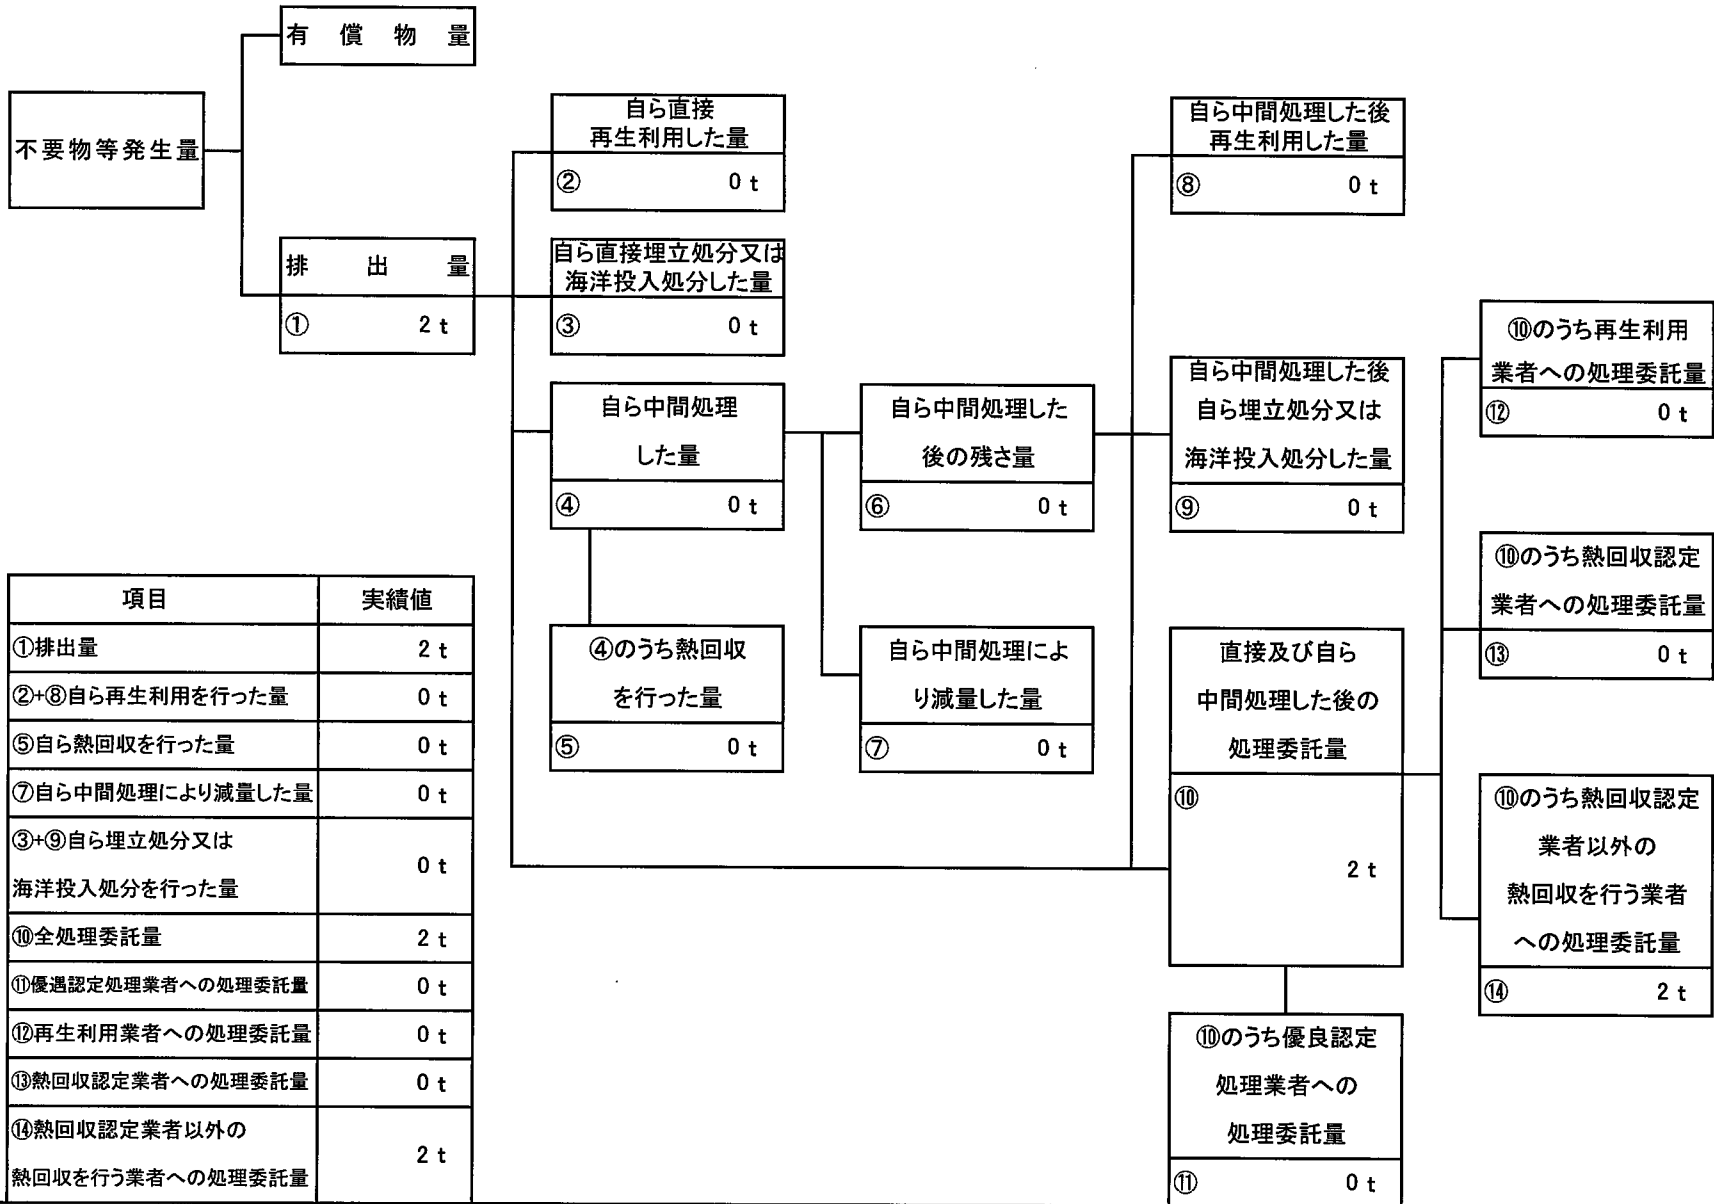 有償物量
不要物等発生量
排出量
① 2 t
自ら直接
再生利用した量
② 0 t
自ら直接埋立処分又は
海洋投入処分した量
③ 0 t
自ら中間処理
した量
④ 0 t
④のうち熱回収
を行った量
⑤ 0 t
自ら中間処理した
後の残さ量
⑥ 0 t
自ら中間処理によ
り減量した量
⑦ 0 t
自ら中間処理した後
再生利用した量
⑧ 0 t
自ら中間処理した後
自ら埋立処分又は
海洋投入処分した量
⑨ 0 t
直接及び自ら
中間処理した後の
処理委託量
⑩
2 t
⑩のうち優良認定
処理業者への
処理委託量
⑪ 0 t
⑩のうち再生利用
業者への処理委託量
⑫ 0 t
⑩のうち熱回収認定
業者への処理委託量
⑬ 0 t
⑩のうち熱回収認定
業者以外の
熱回収を行う業者
への処理委託量
⑭ 2 t
項目 実績値
①排出量 2 t
②+⑧自ら再生利用を行った量 0 t
⑤自ら熱回収を行った量 0 t
⑦自ら中間処理により減量した量 0 t
③+⑨自ら埋立処分又は
海洋投入処分を行った量 0 t
⑩全処理委託量 2 t
⑪優遇認定処理業者への処理委託量 0 t
⑫再生利用業者への処理委託量 0 t
⑬熱回収認定業者への処理委託量 0 t
⑭熱回収認定業者以外の
熱回収を行う業者への処理委託量 2 t